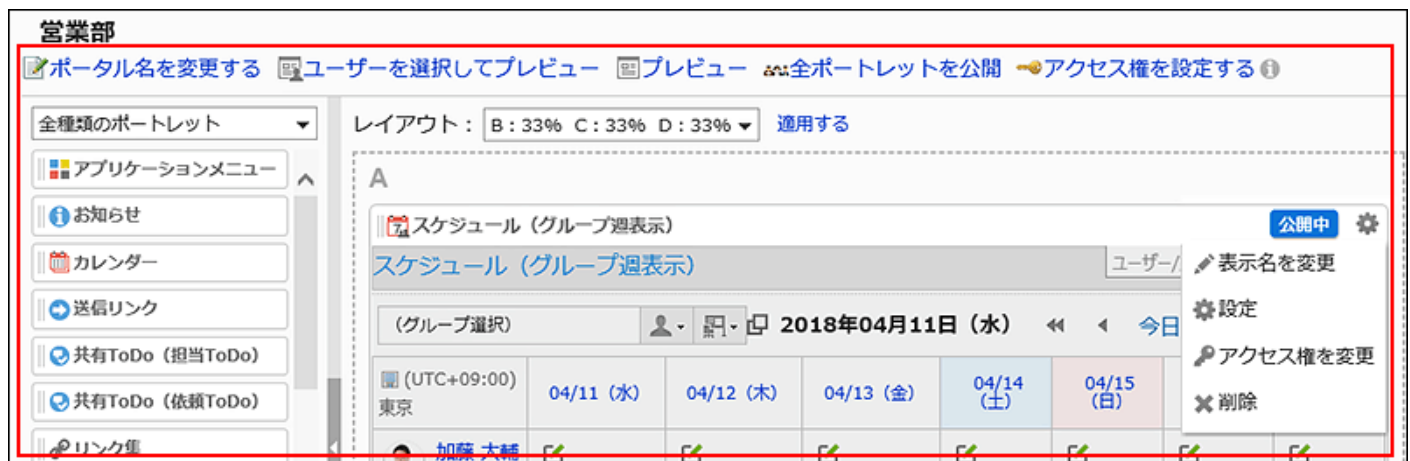 営業部
ポータル名を変更する ユーザーを選択してプレビュー プレビュー 全ポートレットを公開 アクセス権を設定する
全種類のポートレット
レイアウト： B：33% C：33% D：33% 適用する
アプリケーションメニュー
お知らせ
カレンダー
送信リンク
共有ToDo（担当ToDo）
共有ToDo（依頼ToDo）
リンク集
A
スケジュール（グループ週表示） 公開中
スケジュール（グループ週表示） ユーザー/
表示名を変更
設定
アクセス権を変更
削除
（グループ選択） 2018年04月11日（水） 今日
(UTC+09:00)
東京
04/11（水） 04/12（木） 04/13（金） 04/14（土） 04/15（日）
加藤 大輔